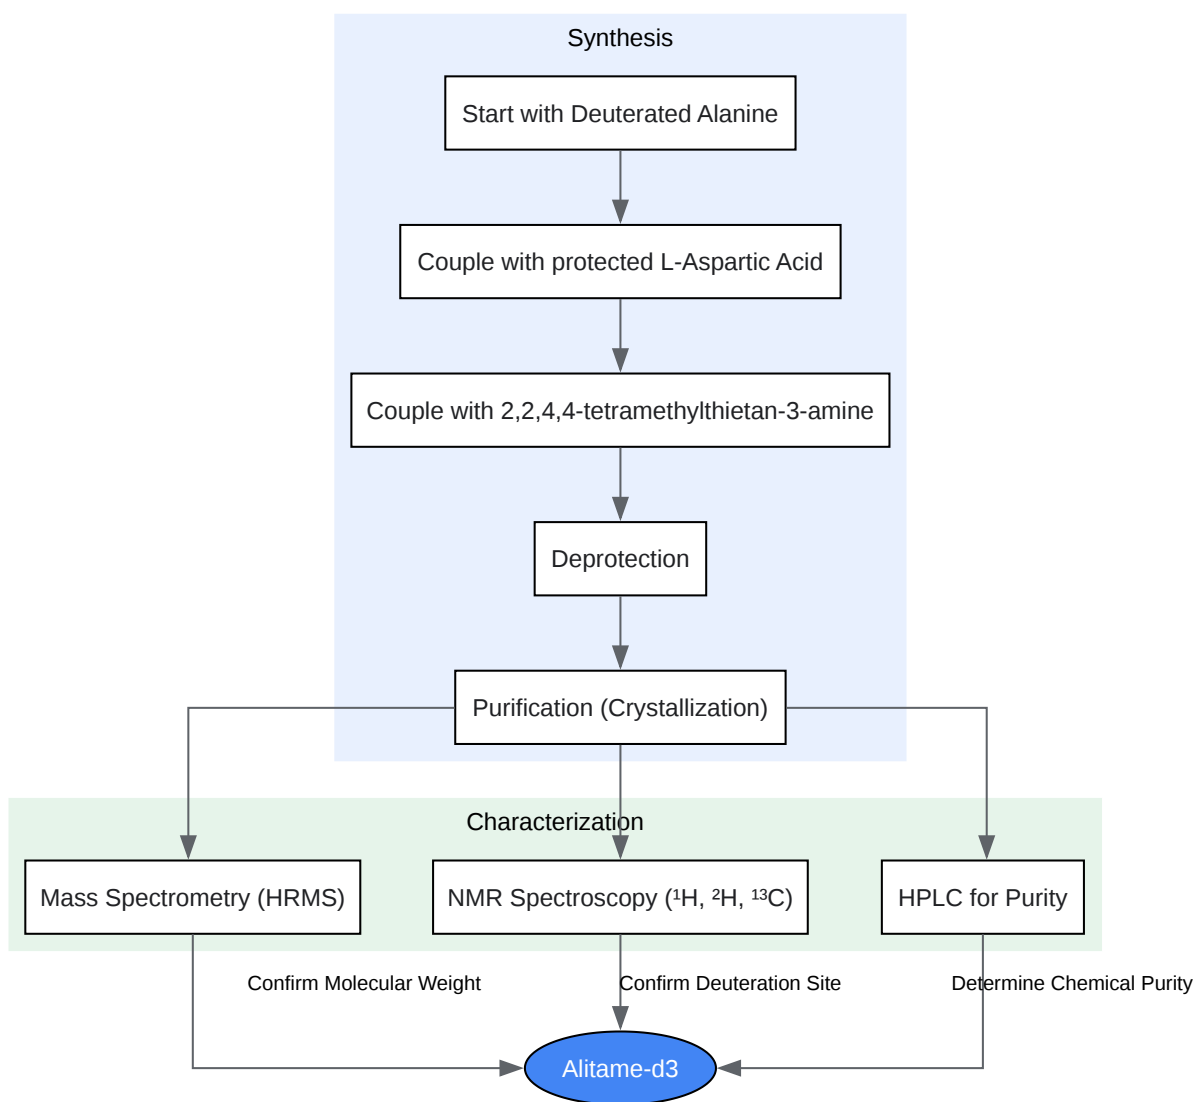 Synthesis
Start with Deuterated Alanine
Couple with protected L-Aspartic Acid
Couple with 2,2,4,4-tetramethylthietan-3-amine
Deprotection
Purification (Crystallization)
Characterization
Mass Spectrometry (HRMS)
NMR Spectroscopy (¹H, ²H, ¹³C)
HPLC for Purity
Confirm Molecular Weight
Confirm Deuteration Site
Determine Chemical Purity
Alitame-d3